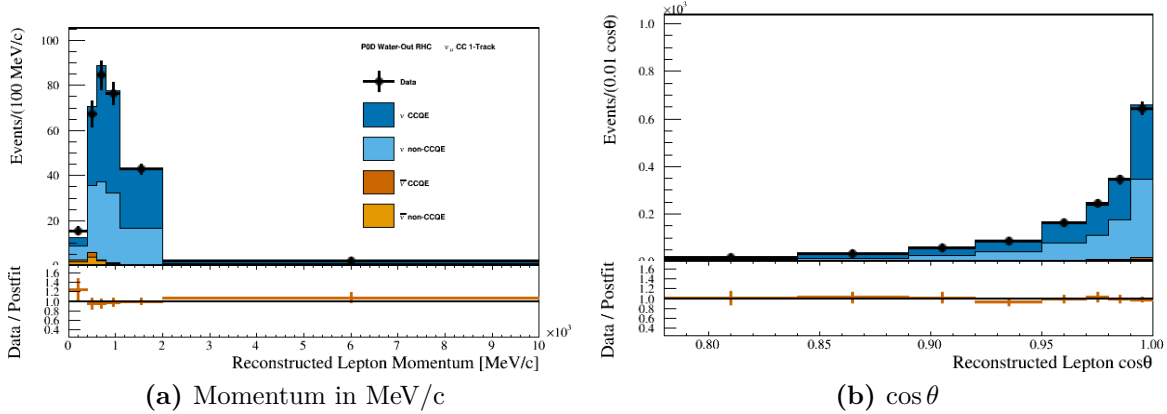 P0D Water-Out RHC ν_μ CC 1-Track
Data
ν CCQE
ν non-CCQE
ν̅ CCQE
ν̅ non-CCQE
Events/(100 MeV/c)
100
80
60
40
20
0
Data / Postfit
1.6
1.4
1.2
1.0
0.8
0.6
0.4
0 1 2 3 4 5 6 7 8 9 10
×10³
Reconstructed Lepton Momentum [MeV/c]
(a) Momentum in MeV/c
×10³
Events/(0.01 cosθ)
1.0
0.8
0.6
0.4
0.2
0.0
Data / Postfit
1.6
1.4
1.2
1.0
0.8
0.6
0.4
0.80 0.85 0.90 0.95 1.00
Reconstructed Lepton cosθ
(b) cos θ